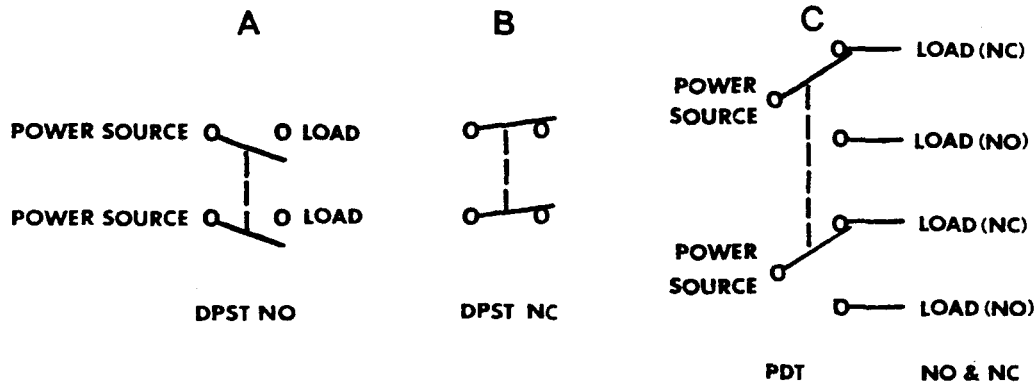 A
POWER SOURCE LOAD
POWER SOURCE LOAD
DPST NO
B
DPST NC
C
LOAD (NC)
POWER
SOURCE
LOAD (NO)
LOAD (NC)
POWER
SOURCE
LOAD (NO)
PDT NO & NC